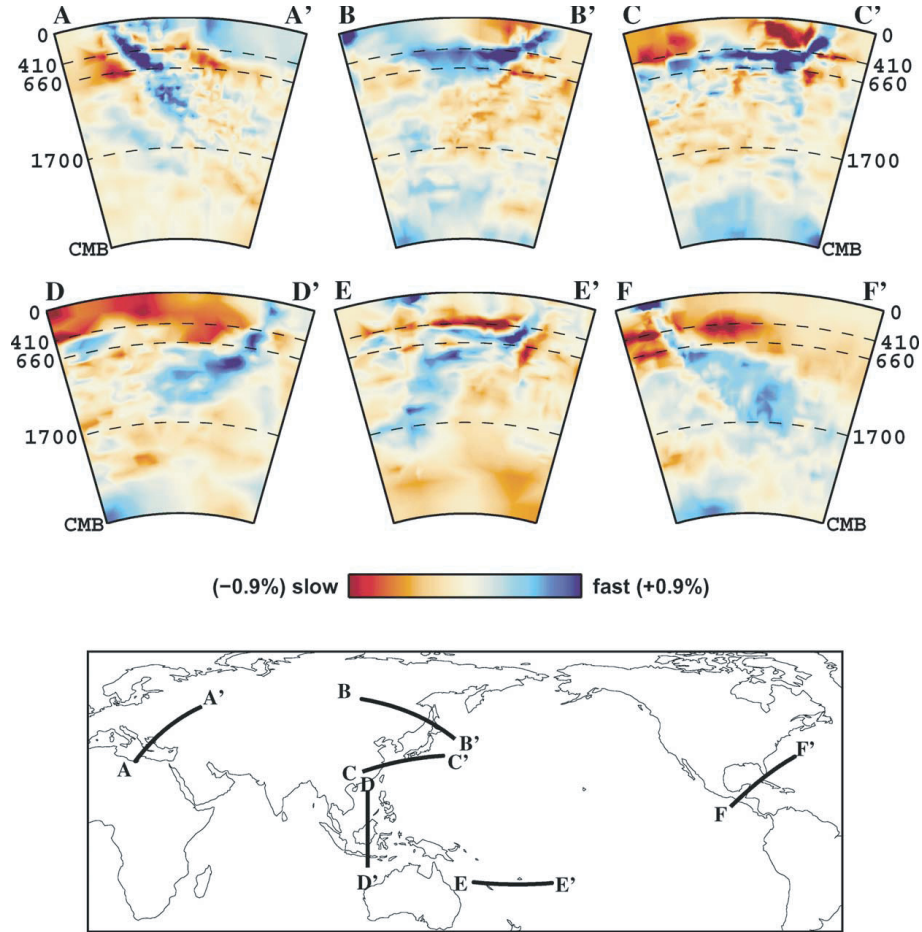 A A’ B B’ C C’
0 0
410 410
660 660
1700 1700
CMB CMB
D D’ E E’ F F’
0 0
410 410
660 660
1700 1700
CMB CMB
(−0.9%) slow fast (+0.9%)
A’ B
B’ F’
A C C’
D F
D’ E E’